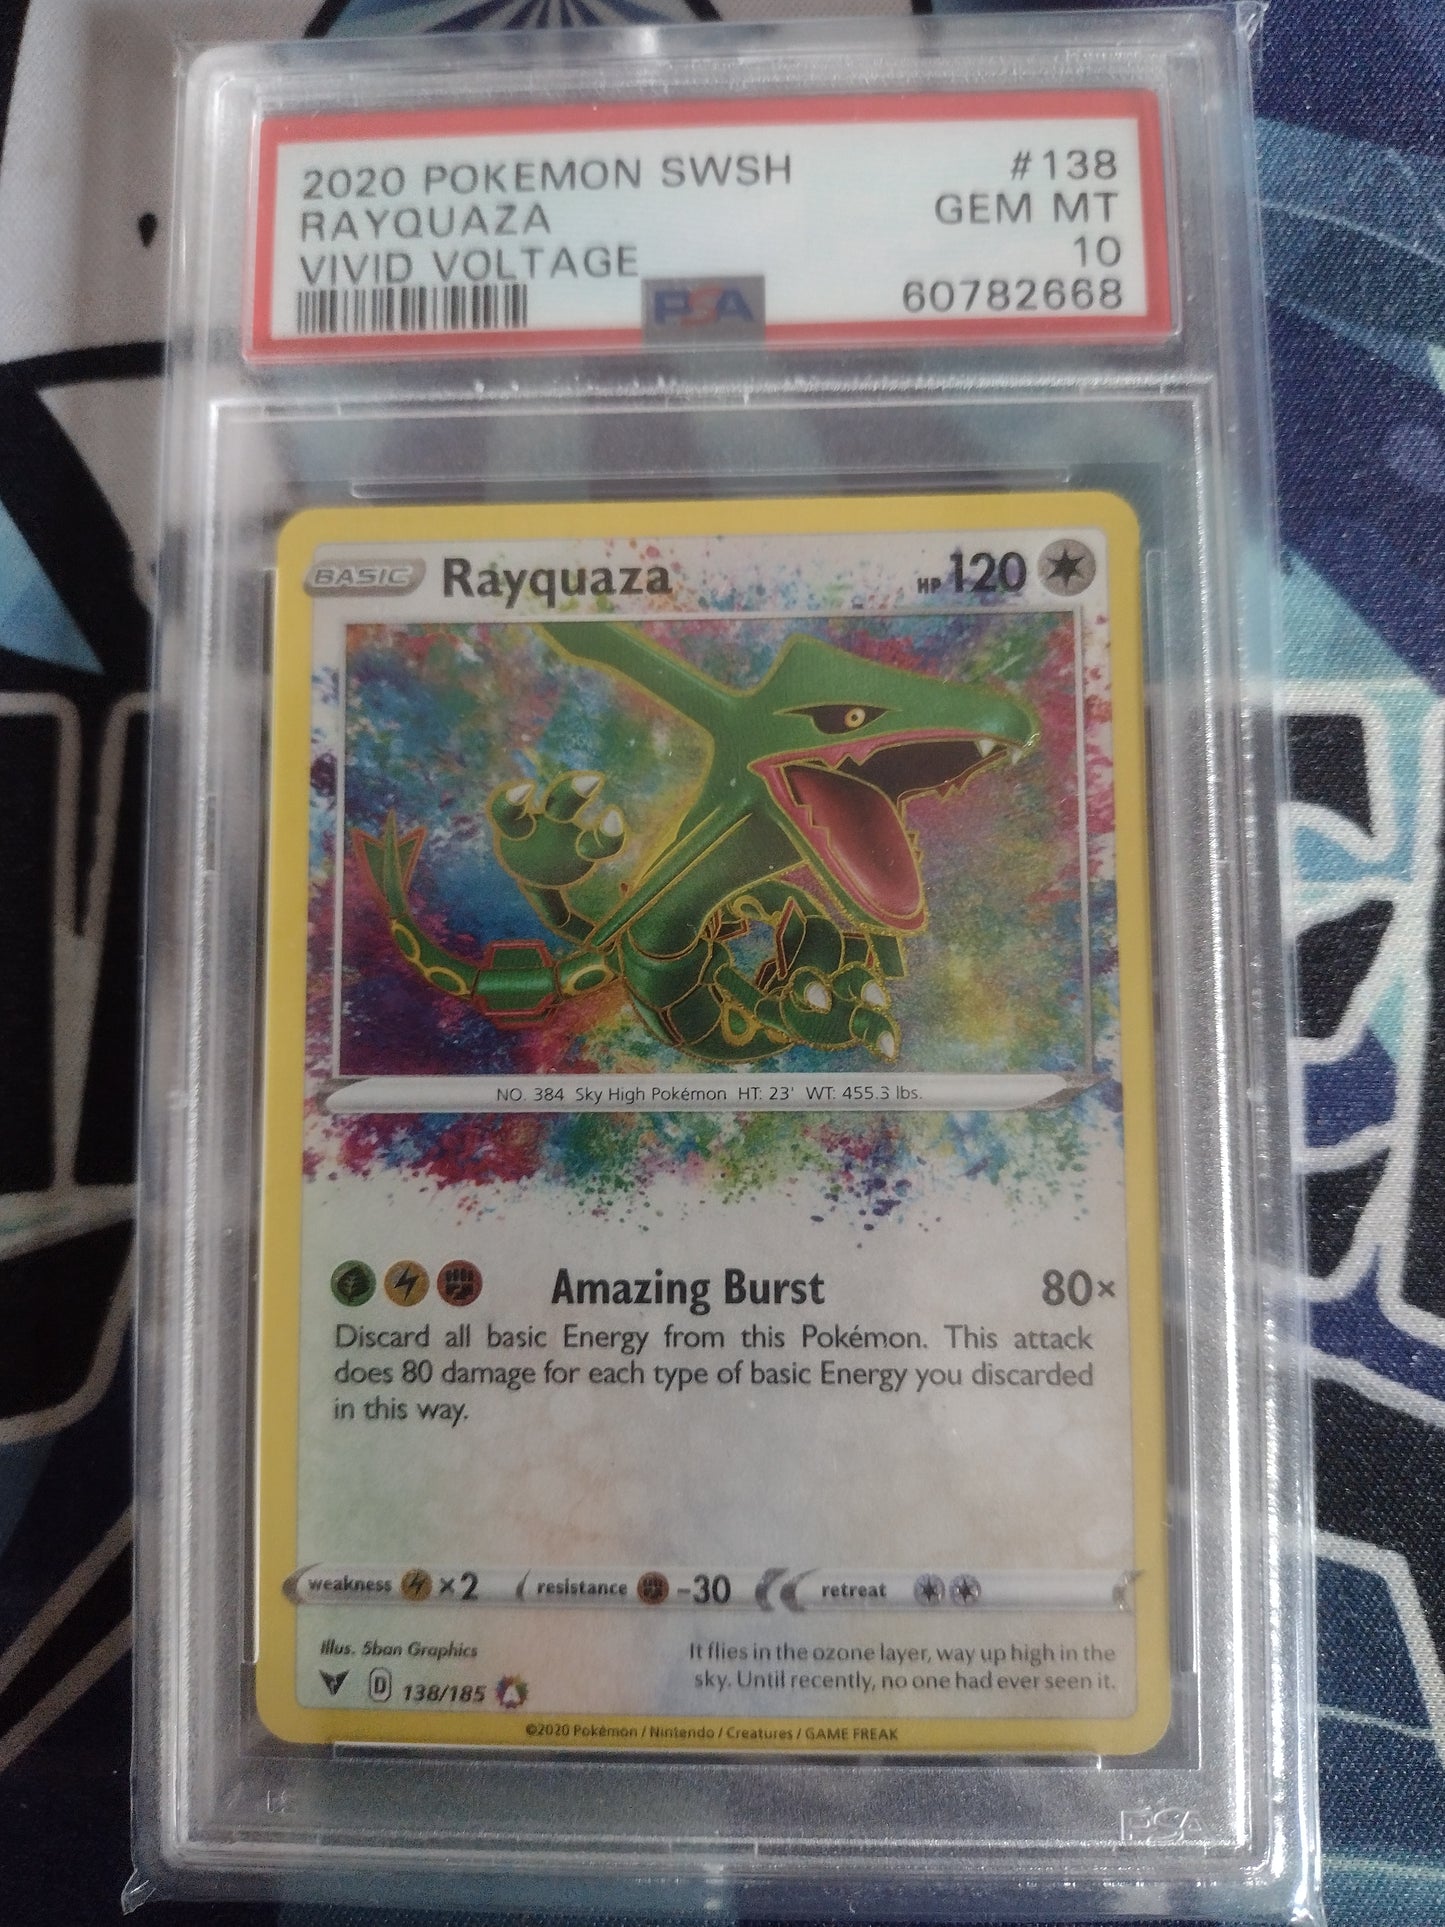 2020 POKEMON SWSH #138
RAYQUAZA GEM MT
VIVID VOLTAGE 10
PSA 60782668
BASIC Rayquaza HP 120
NO. 384 Sky High Pokémon HT: 23' WT: 455.3 lbs.
Amazing Burst 80×
Discard all basic Energy from this Pokémon. This attack
does 80 damage for each type of basic Energy you discarded
in this way.
weakness ×2 resistance -30 retreat
Illus. 5ban Graphics
It flies in the ozone layer, way up high in the
sky. Until recently, no one had ever seen it.
D 138/185 A
©2020 Pokémon / Nintendo / Creatures / GAME FREAK
PSA